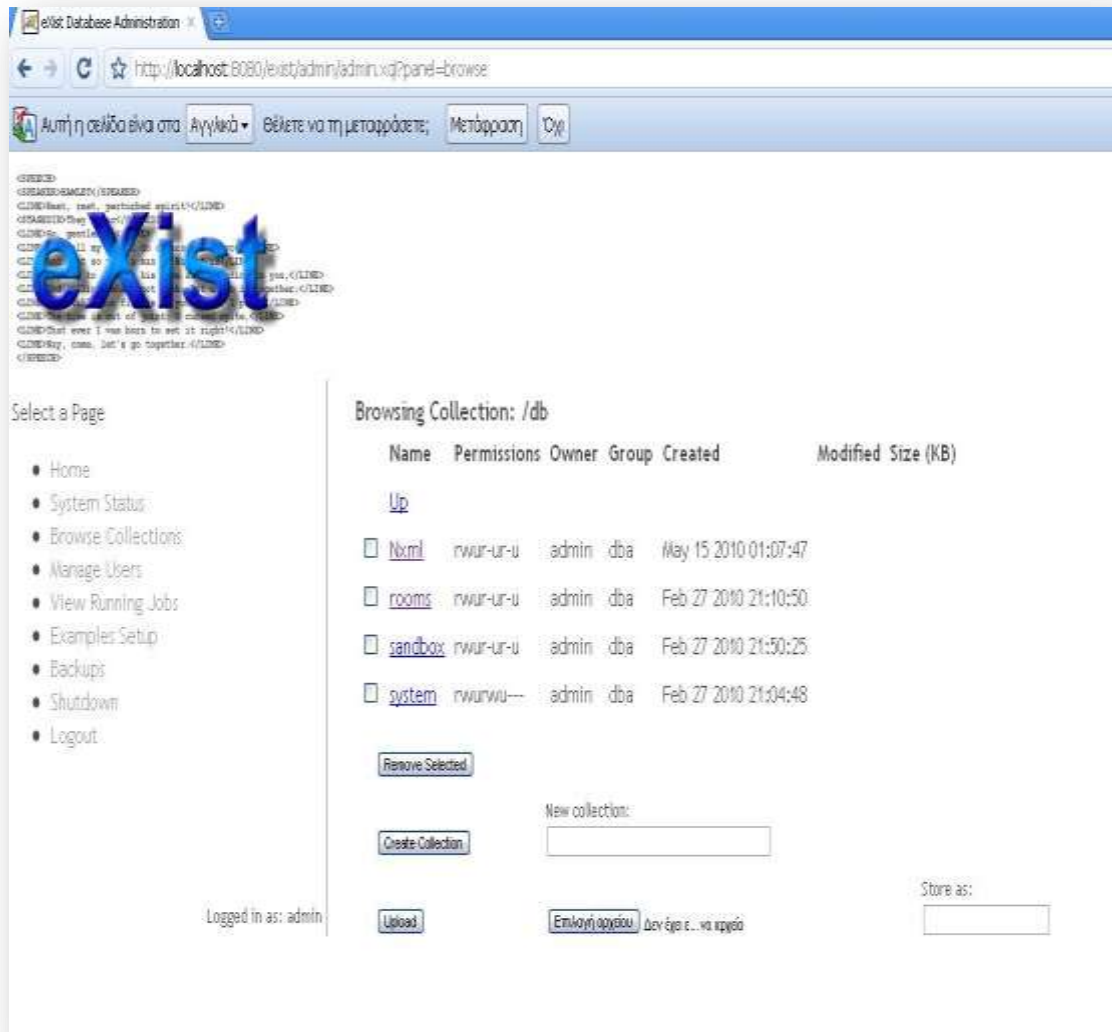 eXist Database Administration
http://localhost:8080/exist/admin/admin.xql?panel=browse
Αυτή η σελίδα είναι στα Αγγλικά Θέλετε να τη μεταφράσετε; Μετάφραση Όχι
<SPEECH>
<SPEAKER>HAMLET</SPEAKER>
<LINE>Rest, rest, perturbed spirit!</LINE>
eXist
<LINE>That ever I was born to set it right!</LINE>
<LINE>Nay, come, let's go together.</LINE>
</SPEECH>
Select a Page
Home
System Status
Browse Collections
Manage Users
View Running Jobs
Examples Setup
Backups
Shutdown
Logout
Logged in as: admin
Browsing Collection: /db
Name Permissions Owner Group Created Modified Size (KB)
Up
Nxml rwur-ur-u admin dba May 15 2010 01:07:47
rooms rwur-ur-u admin dba Feb 27 2010 21:10:50
sandbox rwur-ur-u admin dba Feb 27 2010 21:50:25
system rwurwu--- admin dba Feb 27 2010 21:04:48
Remove Selected
New collection:
Create Collection
Store as:
Upload Επιλογή αρχείου Δεν έχει ε...να αρχείο